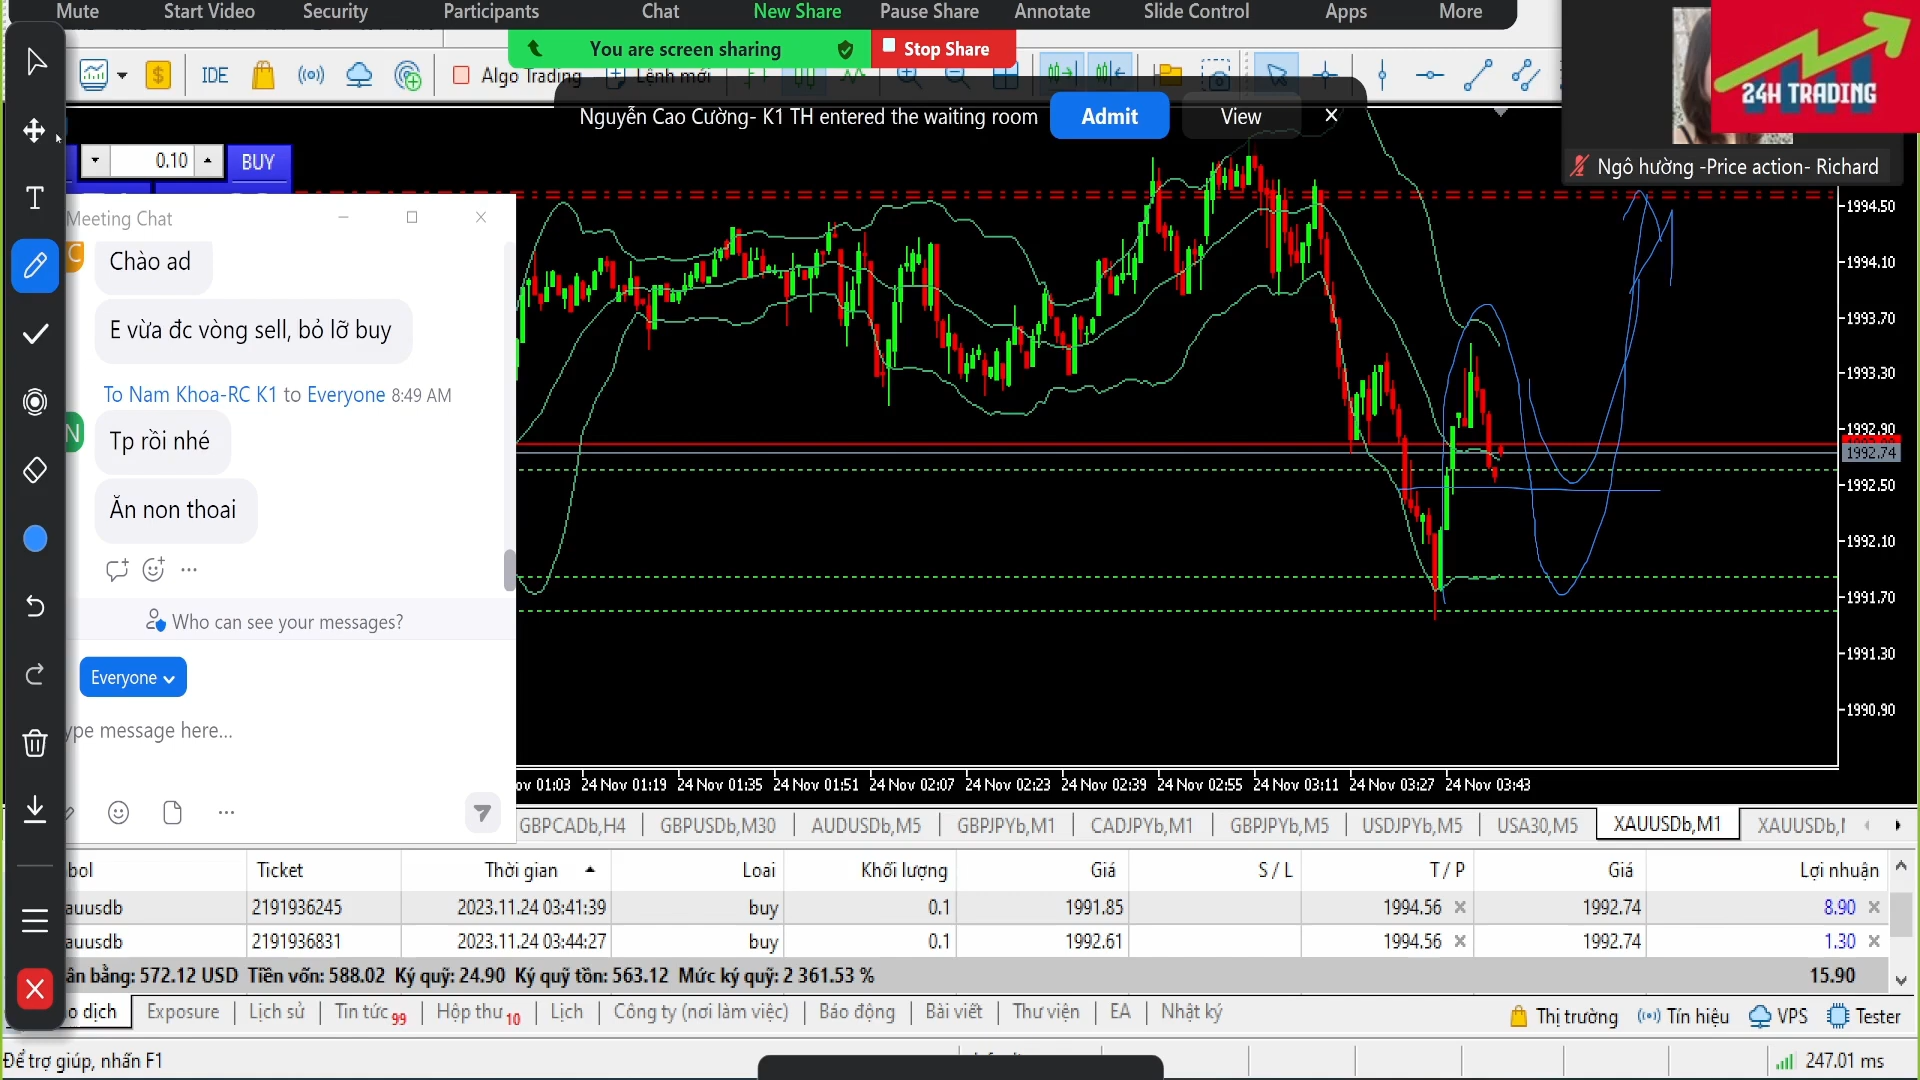 Mute Start Video Security Participants Chat New Share Pause Share Annotate Slide Control Apps More
You are screen sharing Stop Share
IDE Algo Trading Lệnh mới
24H TRADING
Nguyễn Cao Cường- K1 TH entered the waiting room Admit View
0.10 BUY
Ngô hường -Price action- Richard
Meeting Chat
C
Chào ad
E vừa đc vòng sell, bỏ lỡ buy
To Nam Khoa-RC K1 to Everyone 8:49 AM
N
Tp rồi nhé
Ăn non thoai
Who can see your messages?
Everyone
ype message here...
1994.50
1994.10
1993.70
1993.30
1992.90
1992.74
1992.50
1992.10
1991.70
1991.30
1990.90
ov 01:03 24 Nov 01:19 24 Nov 01:35 24 Nov 01:51 24 Nov 02:07 24 Nov 02:23 24 Nov 02:39 24 Nov 02:55 24 Nov 03:11 24 Nov 03:27 24 Nov 03:43
GBPCADb,H4 GBPUSDb,M30 AUDUSDb,M5 GBPJPYb,M1 CADJPYb,M1 GBPJPYb,M5 USDJPYb,M5 USA30,M5 XAUUSDb,M1 XAUUSDb,
bol Ticket Thời gian Loai Khối lượng Giá S / L T / P Giá Lợi nhuận
auusdb 2191936245 2023.11.24 03:41:39 buy 0.1 1991.85 1994.56 1992.74 8.90
auusdb 2191936831 2023.11.24 03:44:27 buy 0.1 1992.61 1994.56 1992.74 1.30
ân bằng: 572.12 USD Tiền vốn: 588.02 Ký quỹ: 24.90 Ký quỹ tồn: 563.12 Mức ký quỹ: 2 361.53 % 15.90
o dịch Exposure Lịch sử Tin tức 99 Hộp thư 10 Lịch Công ty (nơi làm việc) Báo động Bài viết Thư viện EA Nhật ký Thị trường Tín hiệu VPS Tester
Để trợ giúp, nhấn F1 247.01 ms